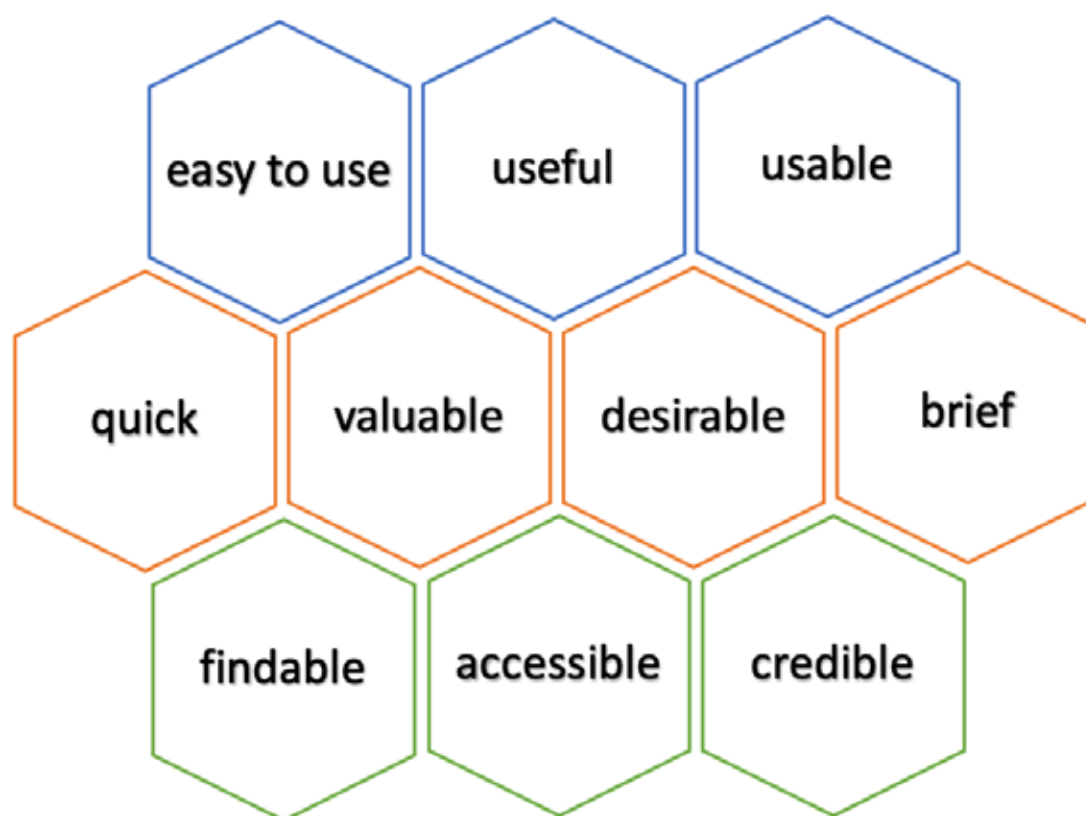 easy to use
useful
usable
quick
valuable
desirable
brief
findable
accessible
credible